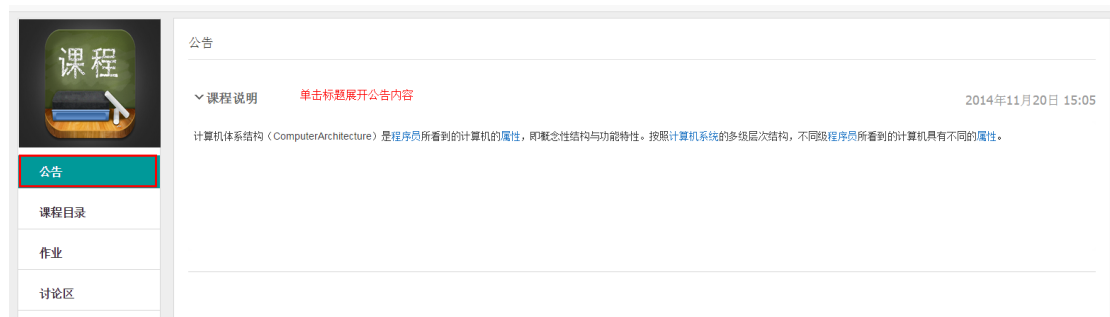 课程
公告
课程目录
作业
讨论区
公告
课程说明 单击标题展开公告内容 2014年11月20日 15:05
计算机体系结构（ComputerArchitecture）是程序员所看到的计算机的属性，即概念性结构与功能特性。按照计算机系统的多级层次结构，不同级程序员所看到的计算机具有不同的属性。